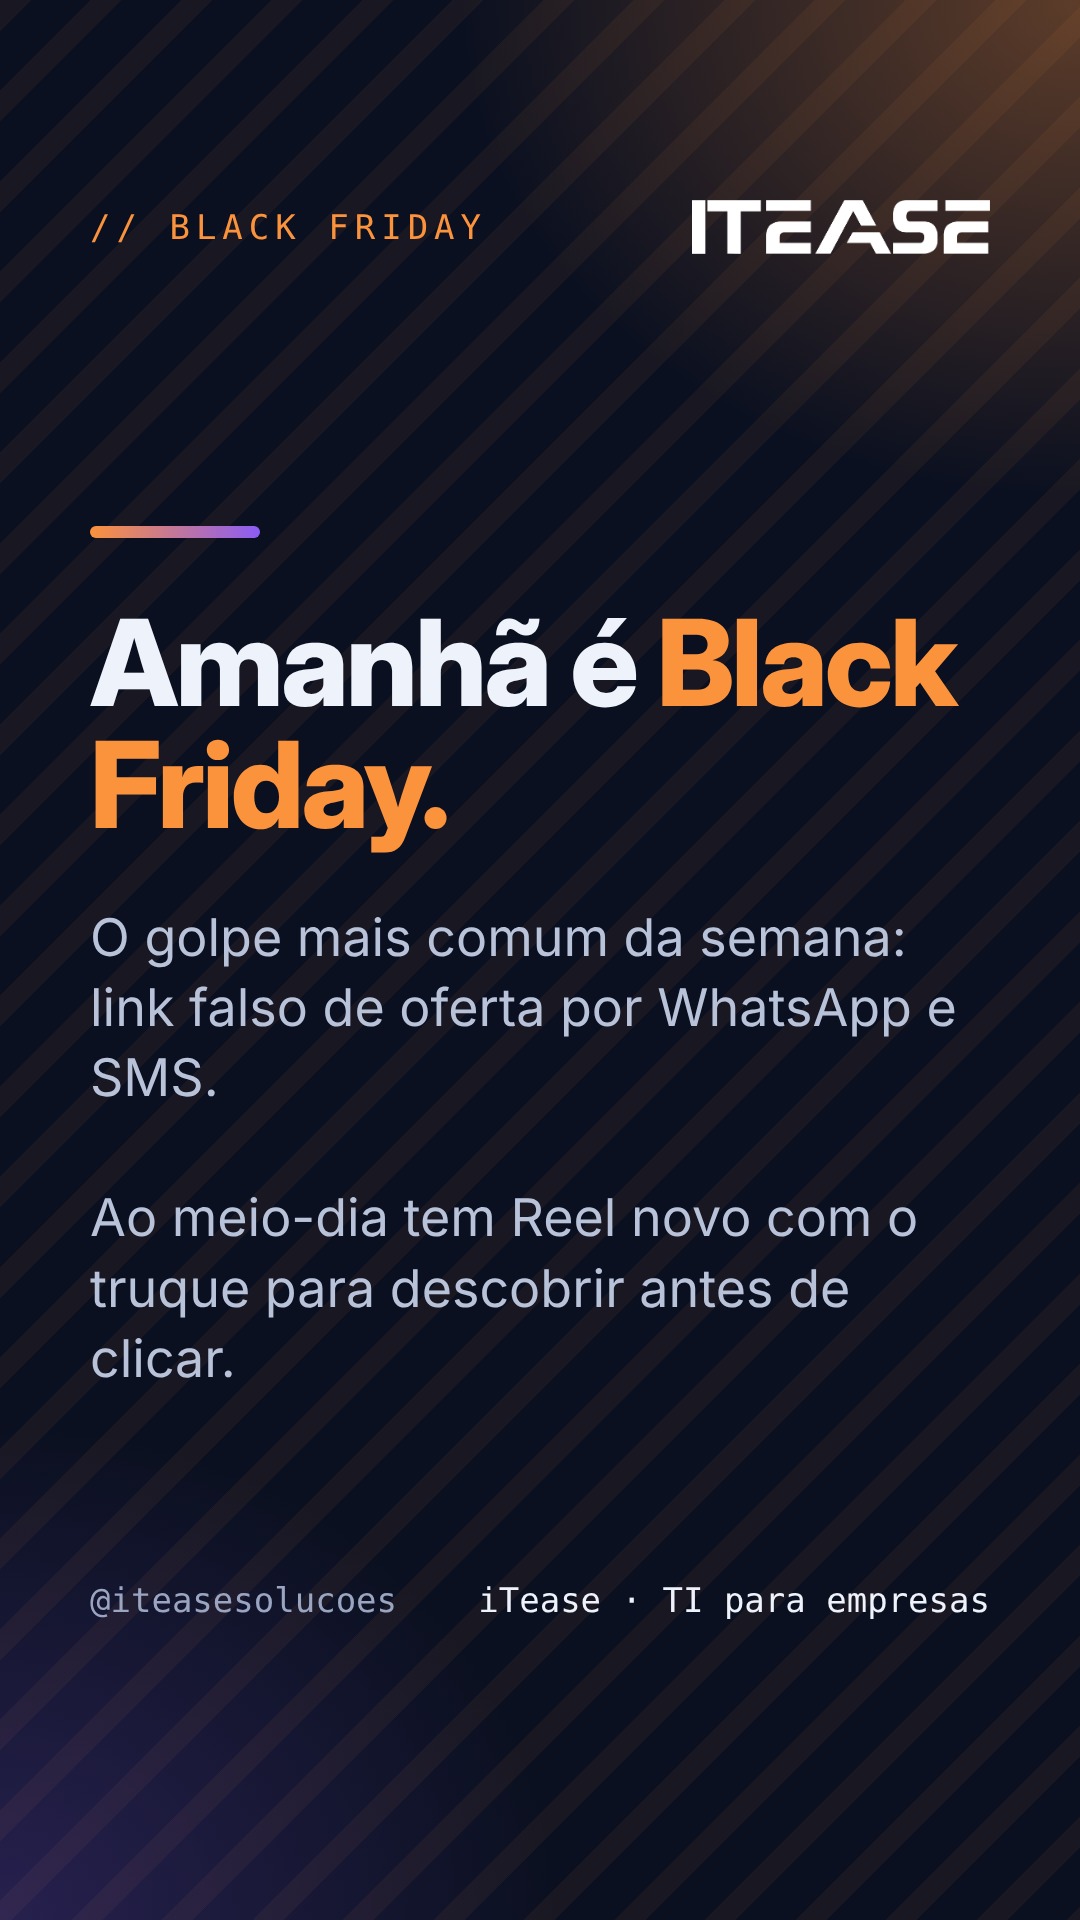 // BLACK FRIDAY
ITEASE
Amanhã é Black
Friday.
O golpe mais comum da semana:
link falso de oferta por WhatsApp e
SMS.
Ao meio-dia tem Reel novo com o
truque para descobrir antes de
clicar.
@iteasesolucoes
iTease · TI para empresas